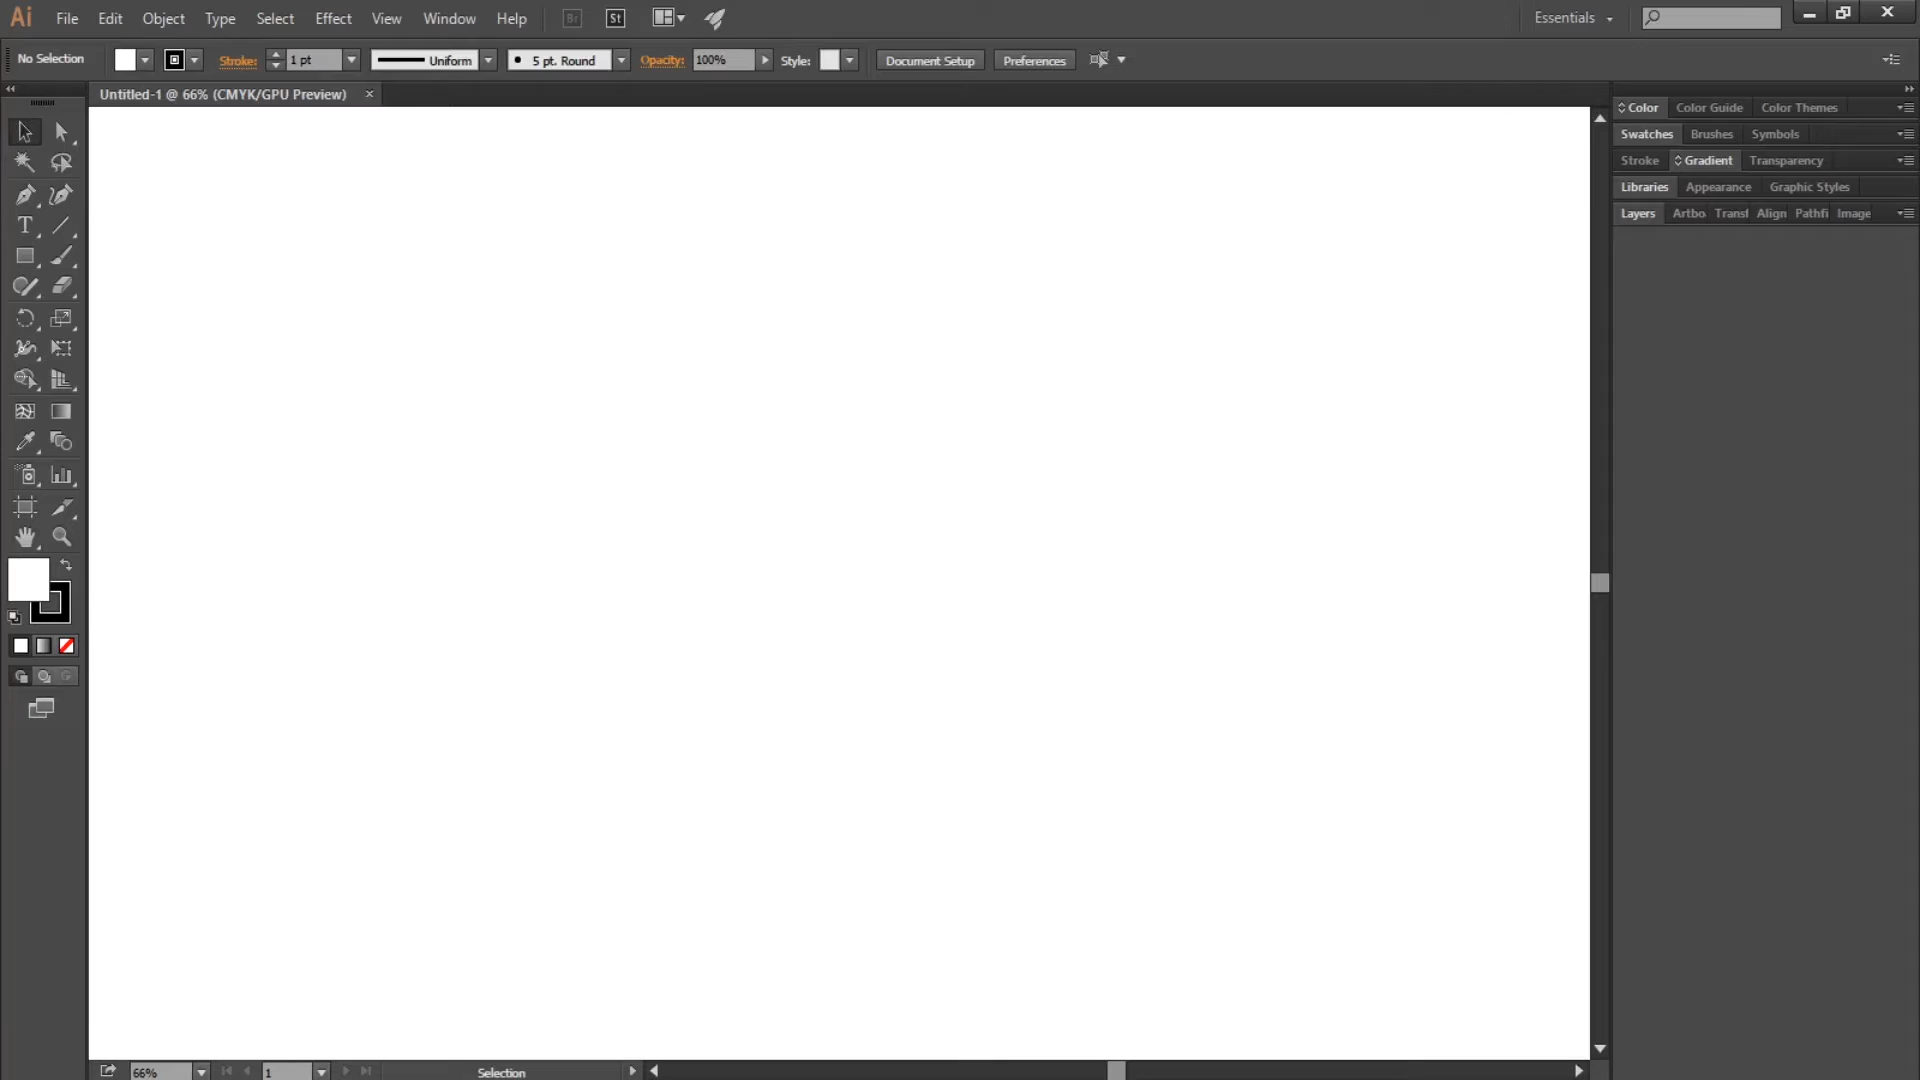 Ai File Edit Object Type Select Effect View Window Help Br St Essentials
No Selection Stroke: 1 pt Uniform 5 pt. Round Opacity: 100% Style: Document Setup Preferences
Untitled-1 @ 66% (CMYK/GPU Preview)
Color Color Guide Color Themes
Swatches Brushes Symbols
Stroke Gradient Transparency
Libraries Appearance Graphic Styles
Layers Artbo Transf Align Pathfi Image
66% 1 Selection